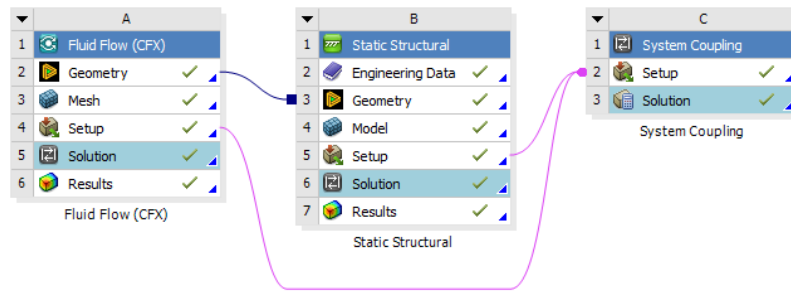 A
1 Fluid Flow (CFX)
2 Geometry
3 Mesh
4 Setup
5 Solution
6 Results
Fluid Flow (CFX)
B
1 Static Structural
2 Engineering Data
3 Geometry
4 Model
5 Setup
6 Solution
7 Results
Static Structural
C
1 System Coupling
2 Setup
3 Solution
System Coupling